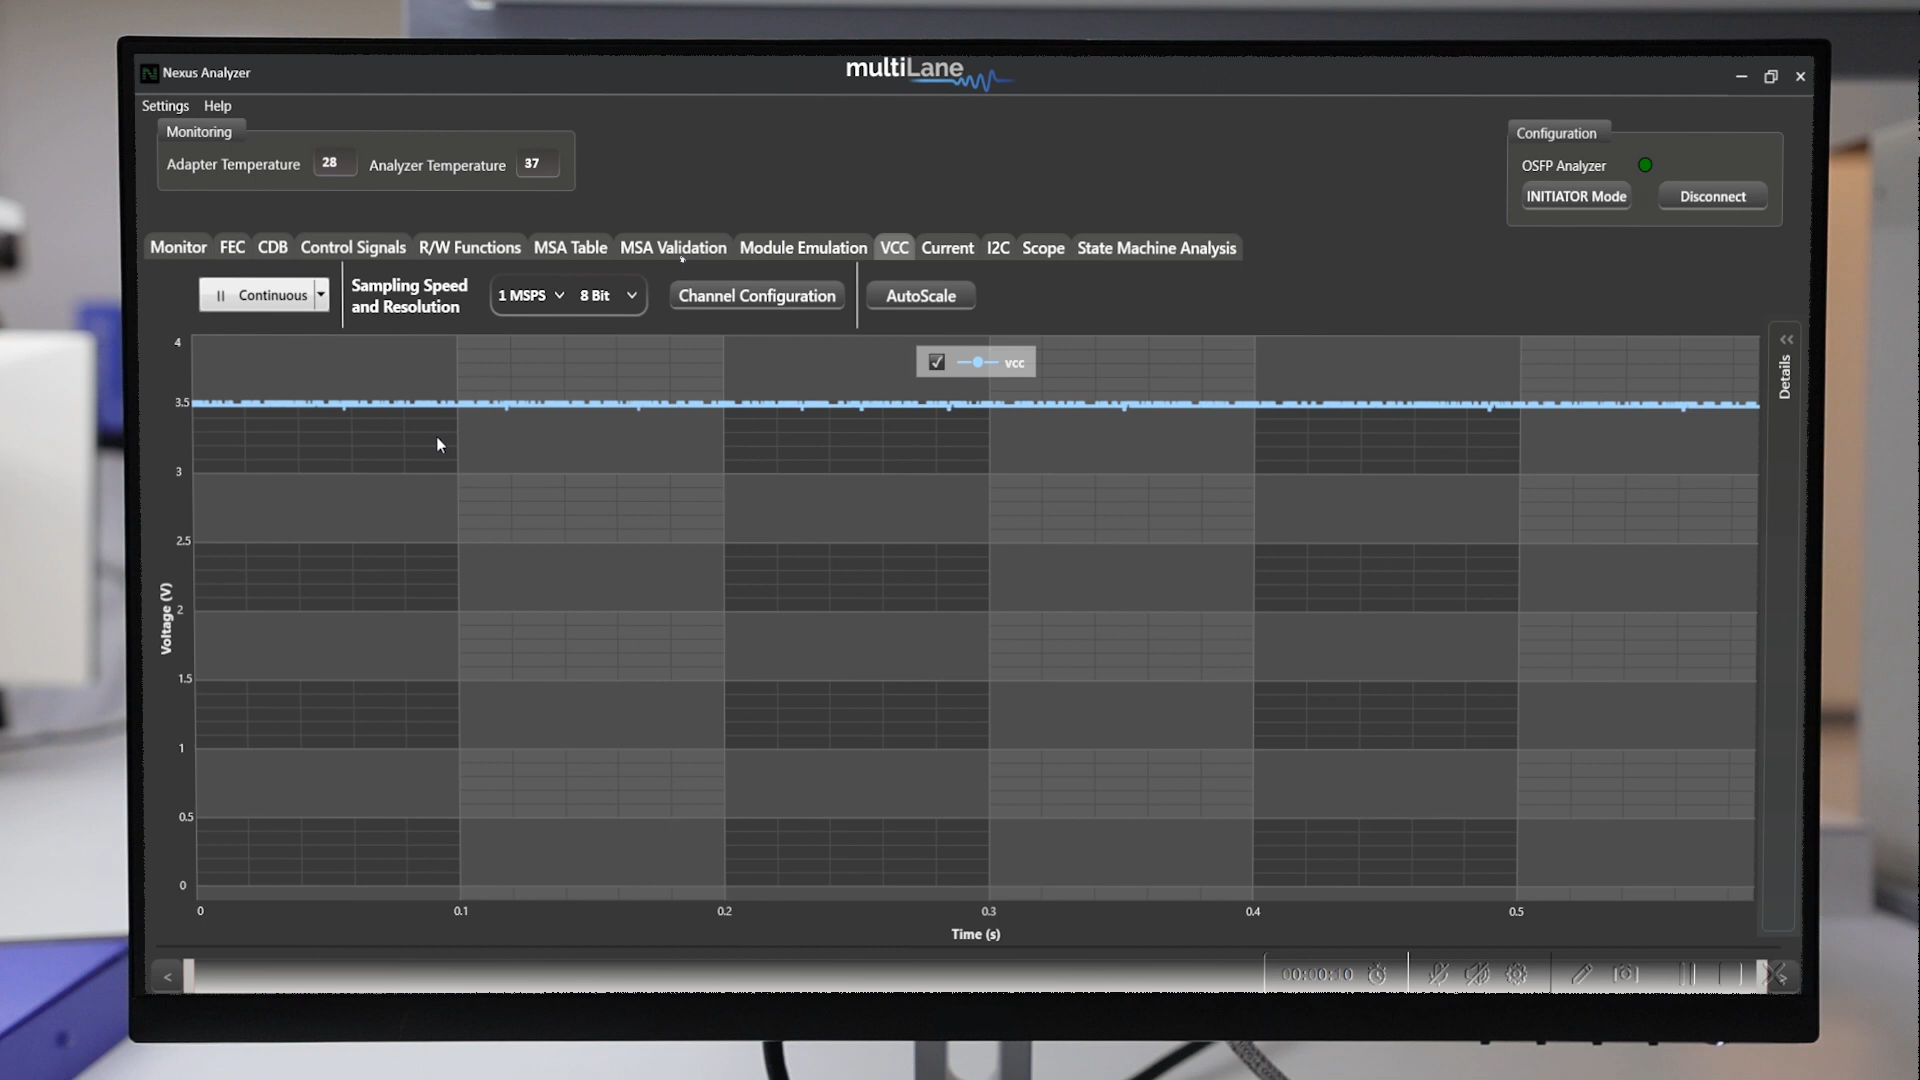 Nexus Analyzer
multiLane
Settings Help
Monitoring
Adapter Temperature 28 Analyzer Temperature 37
Configuration
OSFP Analyzer
INITIATOR Mode Disconnect
Monitor FEC CDB Control Signals R/W Functions MSA Table MSA Validation Module Emulation VCC Current I2C Scope State Machine Analysis
Continuous
Sampling Speed
and Resolution
1 MSPS 8 Bit
Channel Configuration
AutoScale
vcc
Details
4
3.5
3
2.5
2
1.5
1
0.5
0
Voltage (V)
0 0.1 0.2 0.3 0.4 0.5
Time (s)
00:00:10